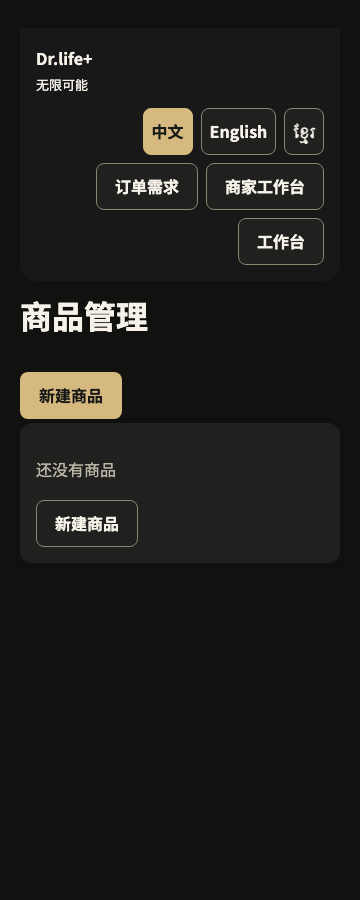 Dr.life+
无限可能
中文 English ខ្មែរ
订单需求 商家工作台
工作台
商品管理
新建商品
还没有商品
新建商品